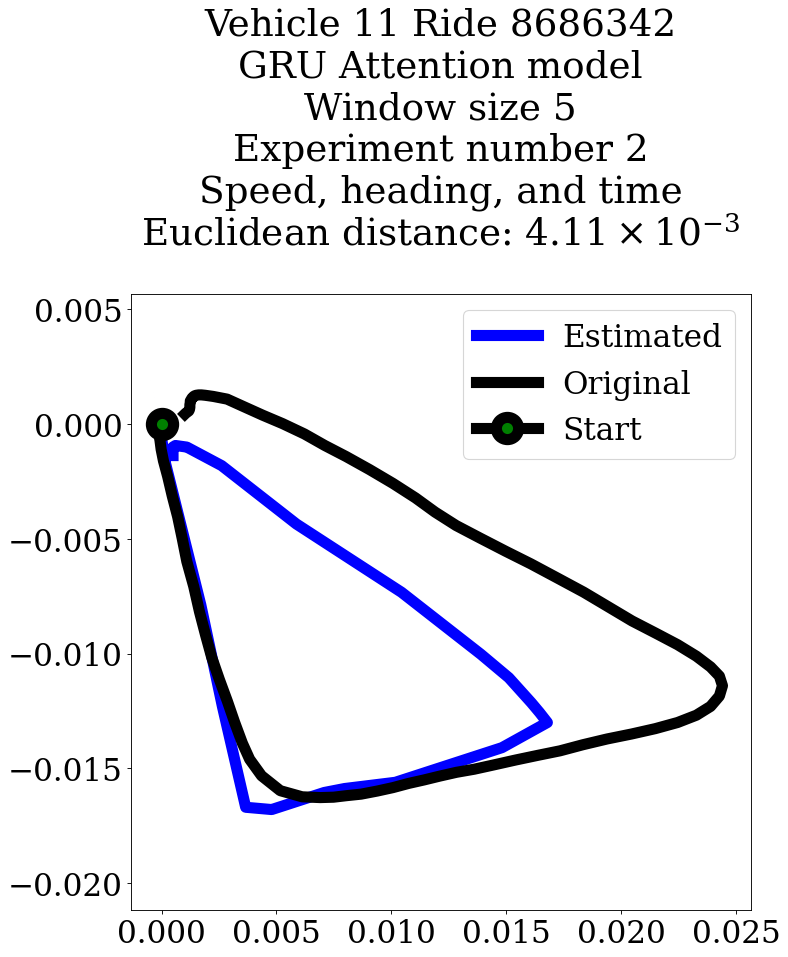 Vehicle 11 Ride 8686342
GRU Attention model
Window size 5
Experiment number 2
Speed, heading, and time
Euclidean distance: 4.11 × 10⁻³
0.005
0.000
−0.005
−0.010
−0.015
−0.020
Estimated
Original
Start
0.000 0.005 0.010 0.015 0.020 0.025